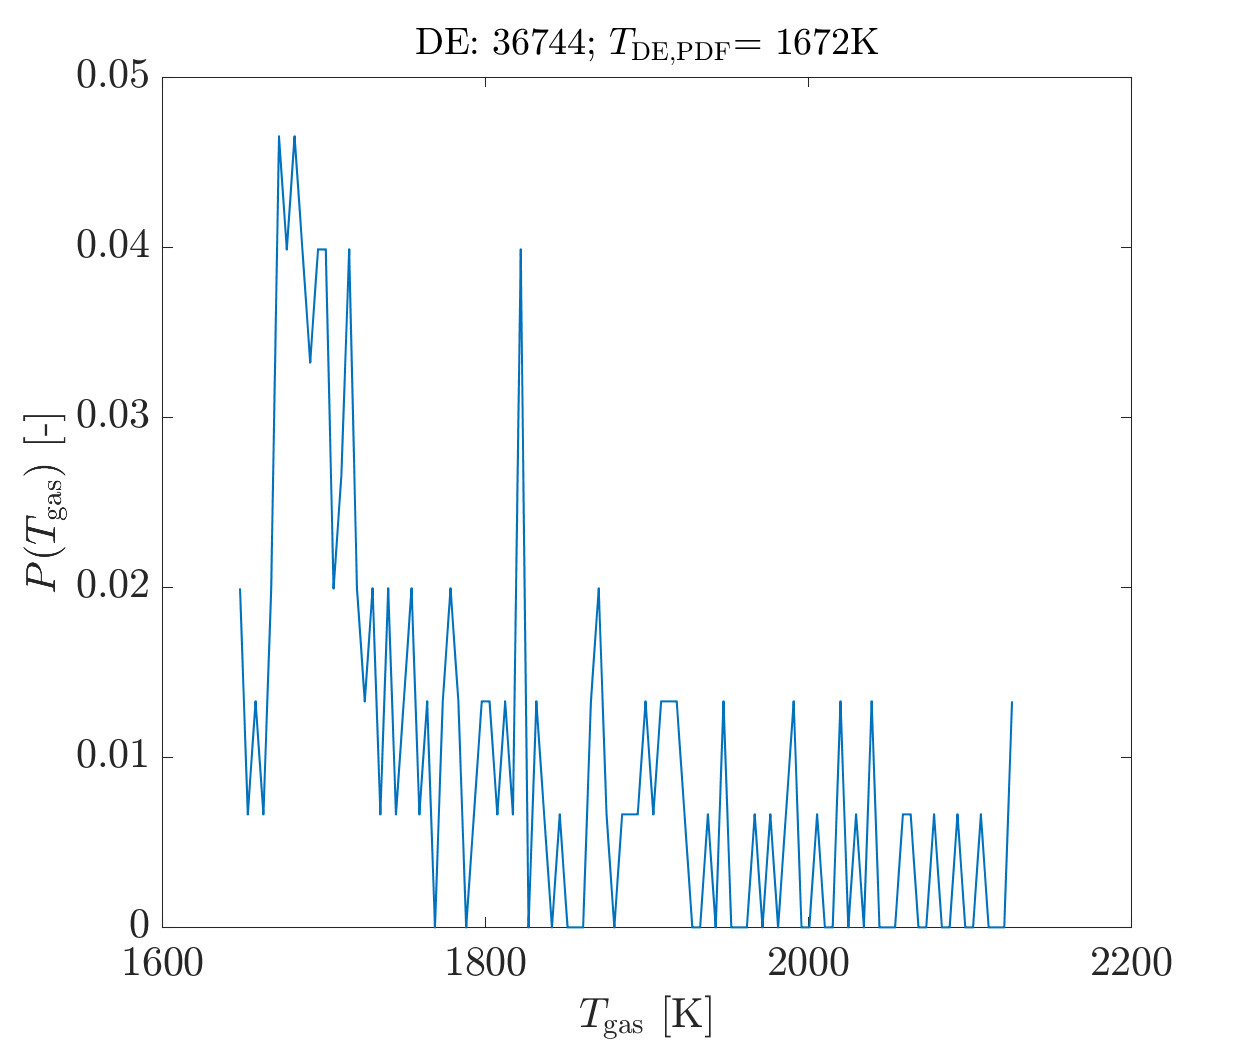 DE: 36744; T_DE,PDF= 1672K
0.05
0.04
0.03
0.02
0.01
0
P(T_gas) [-]
1600 1800 2000 2200
T_gas [K]